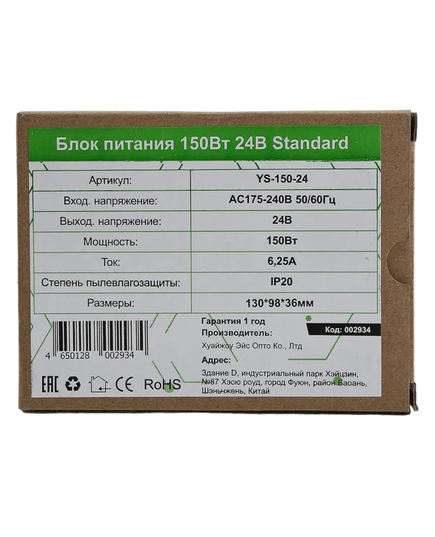 Блок питания 150Вт 24В Standard
Артикул: YS-150-24
Вход. напряжение: AC175-240В 50/60Гц
Выход. напряжение: 24В
Мощность: 150Вт
Ток: 6,25А
Степень пылевлагозащиты: IP20
Размеры: 130*98*36мм
Гарантия 1 год
Производитель:
Код: 002934
Хуайжоу Эйс Опто Ко., Лтд
Адрес:
Здание D, индустриальный парк Хэйцзин,
№87 Хэсю роуд, город Фуюн, район Баоань,
Шэньчжень, Китай
4 650128 002934
EAC CE RoHS